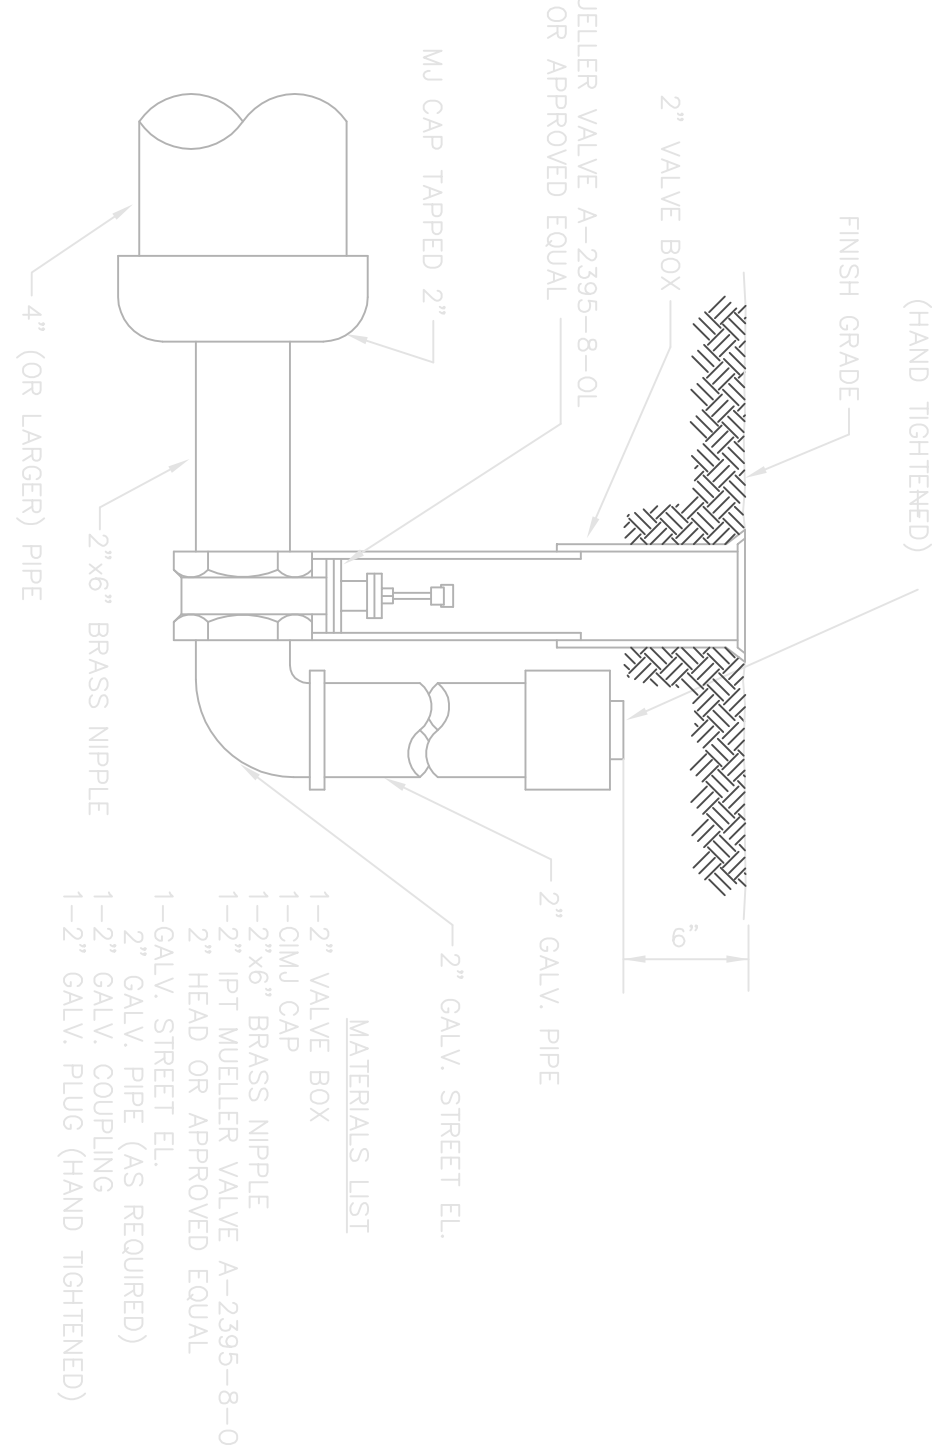 (HAND TIGHTENED)
FINISH GRADE
2" VALVE BOX
UELLER VALVE A-2395-8-OL
OR APPROVED EQUAL
MJ CAP TAPPED 2"
2"x6" BRASS NIPPLE
4" (OR LARGER) PIPE
6"
2" GALV. PIPE
2" GALV. STREET EL.
MATERIALS LIST
1-2" VALVE BOX
1-CIMJ CAP
1-2"x6" BRASS NIPPLE
1-2" IPT MUELLER VALVE A-2395-8-O
2" HEAD OR APPROVED EQUAL
1-GALV. STREET EL.
2" GALV. PIPE (AS REQUIRED)
1-2" GALV. COUPLING
1-2" GALV. PLUG (HAND TIGHTENED)